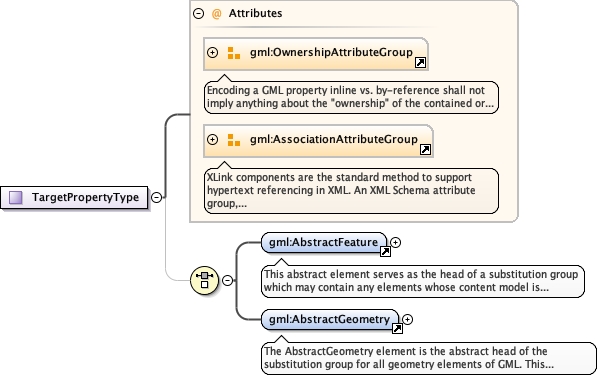 @ Attributes
gml:OwnershipAttributeGroup
Encoding a GML property inline vs. by-reference shall not
imply anything about the "ownership" of the contained or...
gml:AssociationAttributeGroup
XLink components are the standard method to support
hypertext referencing in XML. An XML Schema attribute
group,...
TargetPropertyType
gml:AbstractFeature
This abstract element serves as the head of a substitution group
which may contain any elements whose content model is...
gml:AbstractGeometry
The AbstractGeometry element is the abstract head of the
substitution group for all geometry elements of GML. This...